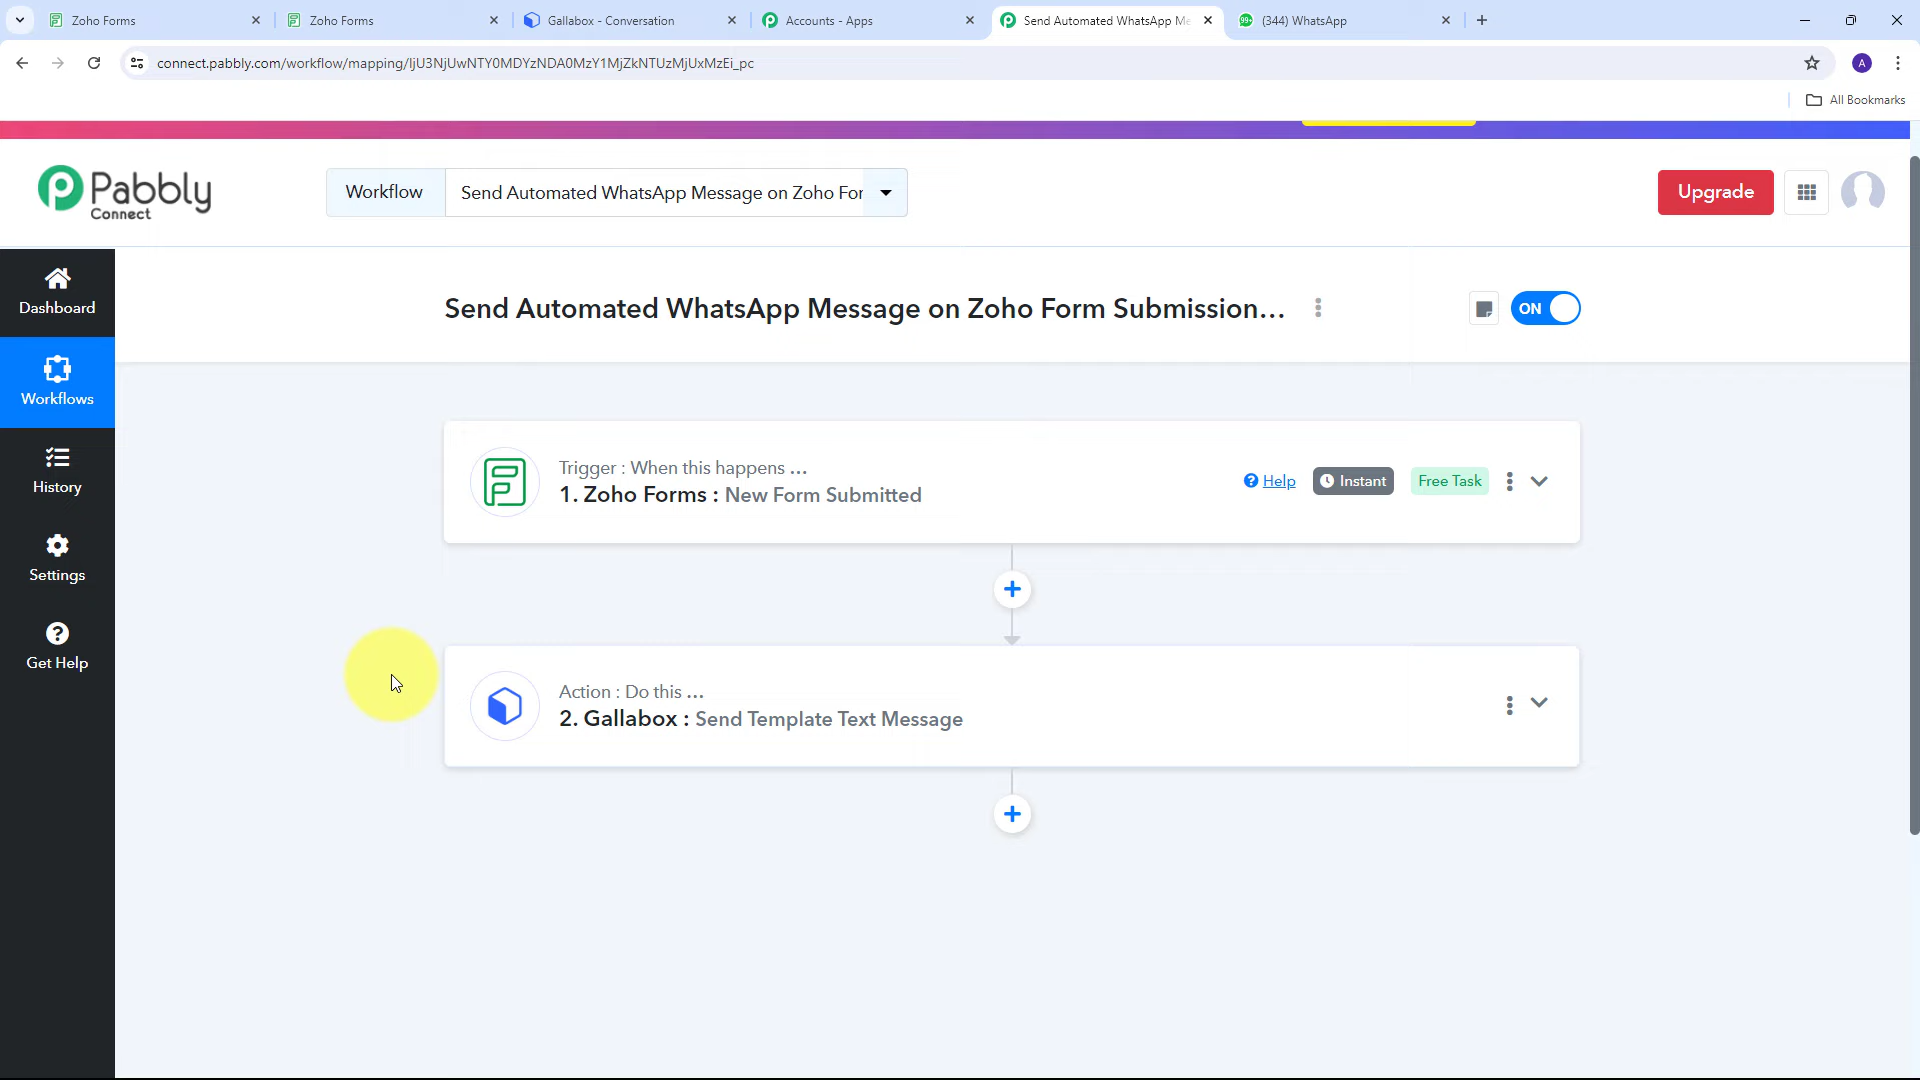 Zoho Forms
Zoho Forms
Gallabox - Conversation
Accounts - Apps
Send Automated WhatsApp Me
99+
(344) WhatsApp
connect.pabbly.com/workflow/mapping/IjU3NjUwNTY0MDYzNDA0MzY1MjZkNTUzMjUxMzEi_pc
A
All Bookmarks
Pabbly
Connect
Workflow
Send Automated WhatsApp Message on Zoho For
Upgrade
Dashboard
Workflows
History
Settings
Get Help
Send Automated WhatsApp Message on Zoho Form Submission...
ON
Trigger : When this happens ...
1. Zoho Forms : New Form Submitted
Help
Instant
Free Task
Action : Do this ...
2. Gallabox : Send Template Text Message